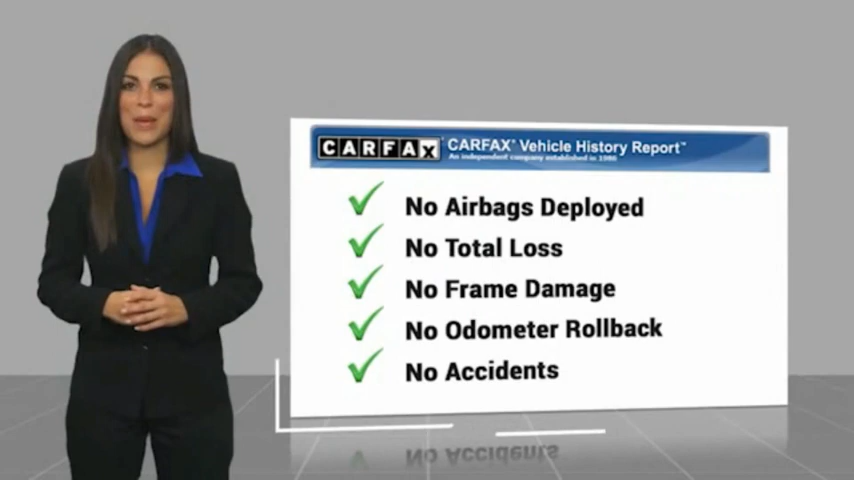 CARFAX CARFAX® Vehicle History Report™
An independent company established in 1986
No Airbags Deployed
No Total Loss
No Frame Damage
No Odometer Rollback
No Accidents
No Accidents